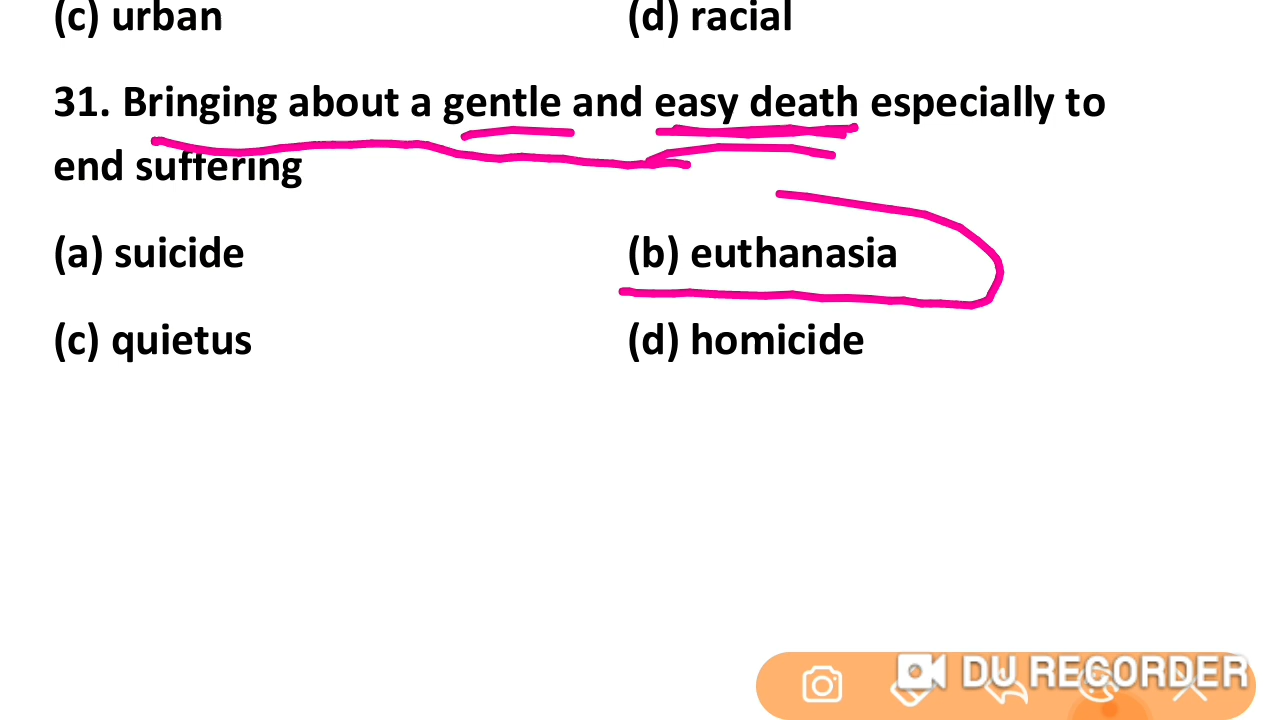 (c) urban (d) racial
31. Bringing about a gentle and easy death especially to
end suffering
(a) suicide (b) euthanasia
(c) quietus (d) homicide
DU RECORDER